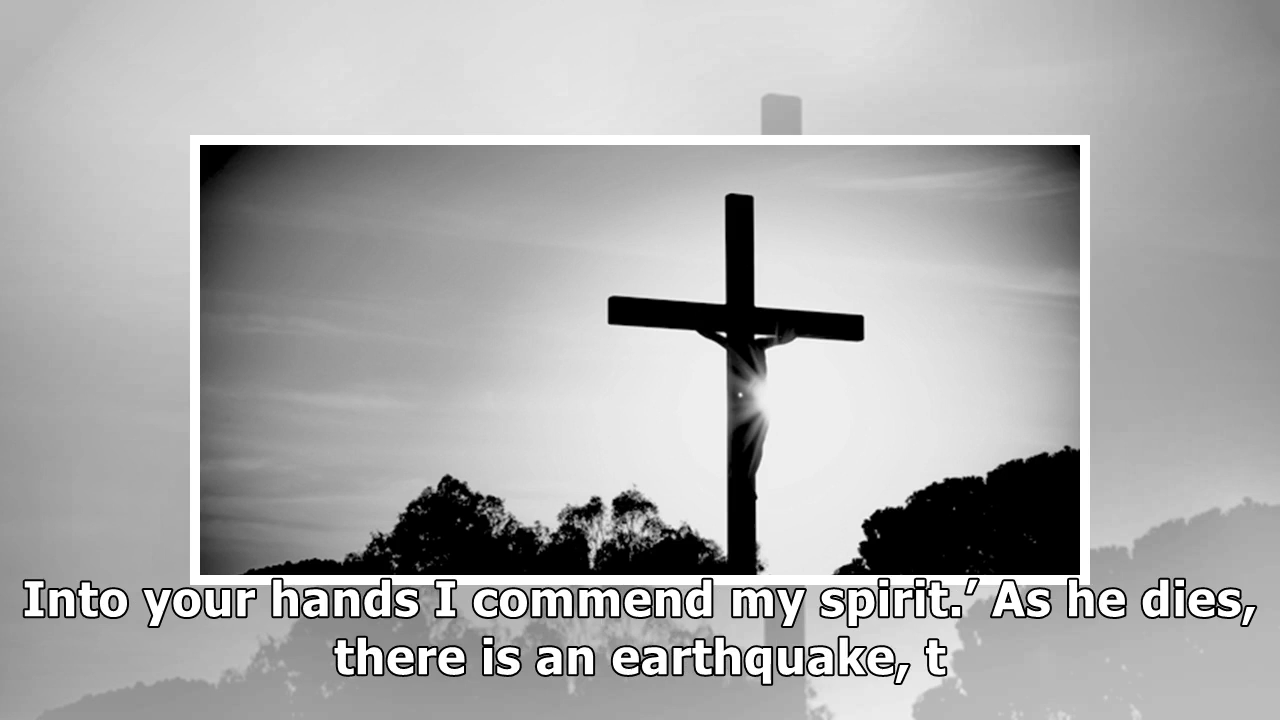 Into your hands I commend my spirit.’ As he dies,
there is an earthquake, t